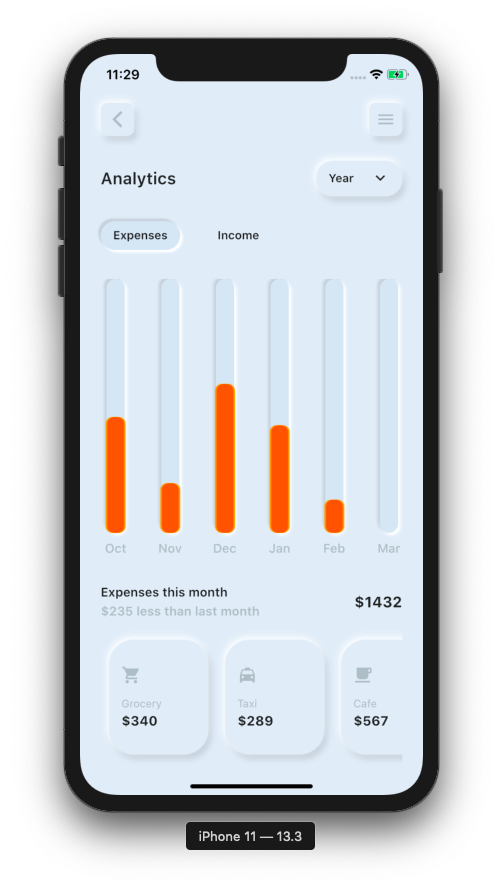 11:29
Analytics
Year
Expenses
Income
Oct Nov Dec Jan Feb Mar
Expenses this month
$235 less than last month
$1432
Grocery
$340
Taxi
$289
Cafe
$567
iPhone 11 — 13.3